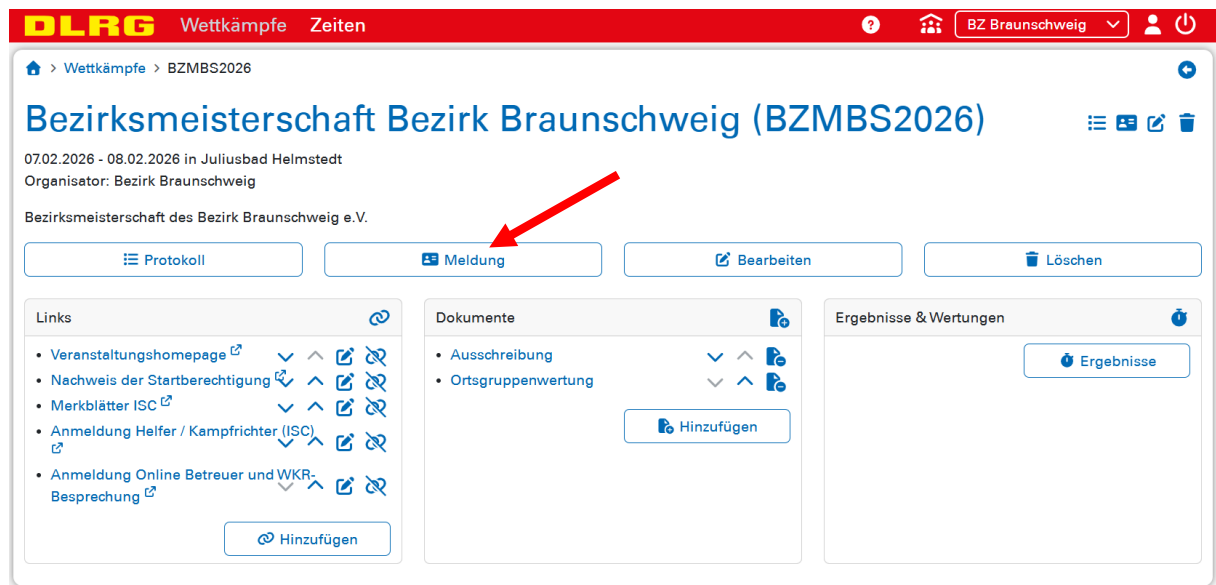 DLRG Wettkämpfe Zeiten BZ Braunschweig
Wettkämpfe > BZMBS2026
Bezirksmeisterschaft Bezirk Braunschweig (BZMBS2026)
07.02.2026 - 08.02.2026 in Juliusbad Helmstedt
Organisator: Bezirk Braunschweig
Bezirksmeisterschaft des Bezirk Braunschweig e.V.
Protokoll Meldung Bearbeiten Löschen
Links
• Veranstaltungshomepage
• Nachweis der Startberechtigung
• Merkblätter ISC
• Anmeldung Helfer / Kampfrichter (ISC)
• Anmeldung Online Betreuer und WKR-
Besprechung
Hinzufügen
Dokumente
• Ausschreibung
• Ortsgruppenwertung
Hinzufügen
Ergebnisse & Wertungen
Ergebnisse